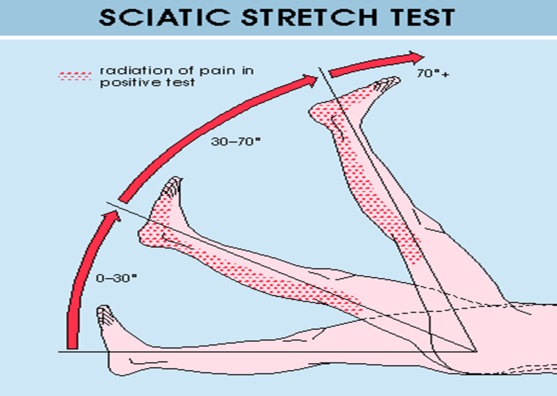 SCIATIC STRETCH TEST
radiation of pain in
positive test
70°+
30–70°
0–30°